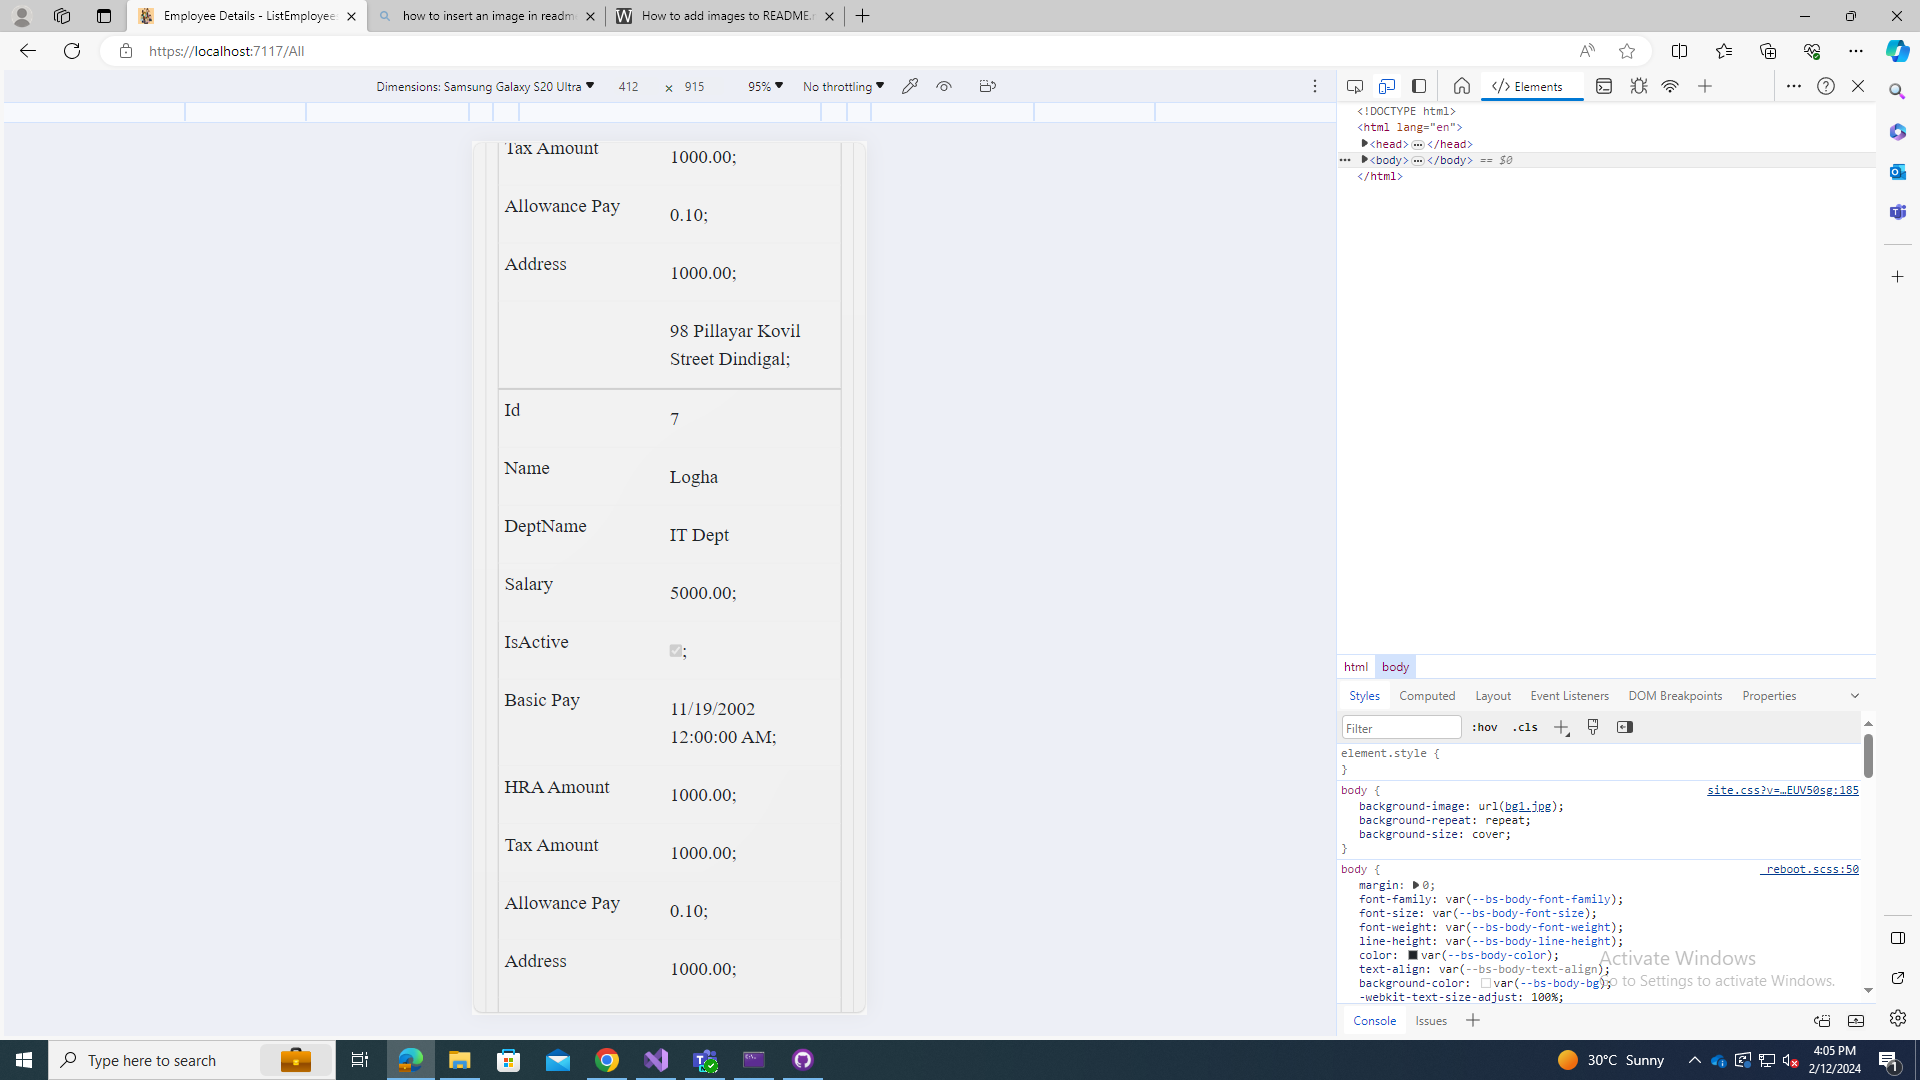 Employee Details - ListEmployee
how to insert an image in readm
How to add images to README.
https://localhost:7117/All
Dimensions: Samsung Galaxy S20 Ultra
412
×
915
95%
No throttling
Elements
<!DOCTYPE html>
<html lang="en">
<head> </head>
<body> </body> == $0
</html>
Tax Amount
1000.00;
Allowance Pay
0.10;
Address
1000.00;
98 Pillayar Kovil
Street Dindigal;
Id
7
Name
Logha
DeptName
IT Dept
Salary
5000.00;
IsActive
;
Basic Pay
11/19/2002
12:00:00 AM;
HRA Amount
1000.00;
Tax Amount
1000.00;
Allowance Pay
0.10;
Address
1000.00;
html body
Styles Computed Layout Event Listeners DOM Breakpoints Properties
Filter
:hov .cls
element.style {
}
body {
site.css?v=…EUV50sg:185
background-image: url(bg1.jpg);
background-repeat: repeat;
background-size: cover;
}
body {
_reboot.scss:50
margin: 0;
font-family: var(--bs-body-font-family);
font-size: var(--bs-body-font-size);
font-weight: var(--bs-body-font-weight);
line-height: var(--bs-body-line-height);
color: var(--bs-body-color);
text-align: var(--bs-body-text-align);
background-color: var(--bs-body-bg);
-webkit-text-size-adjust: 100%;
Activate Windows
Go to Settings to activate Windows.
Console Issues
Type here to search
30°C Sunny
4:05 PM
2/12/2024
1